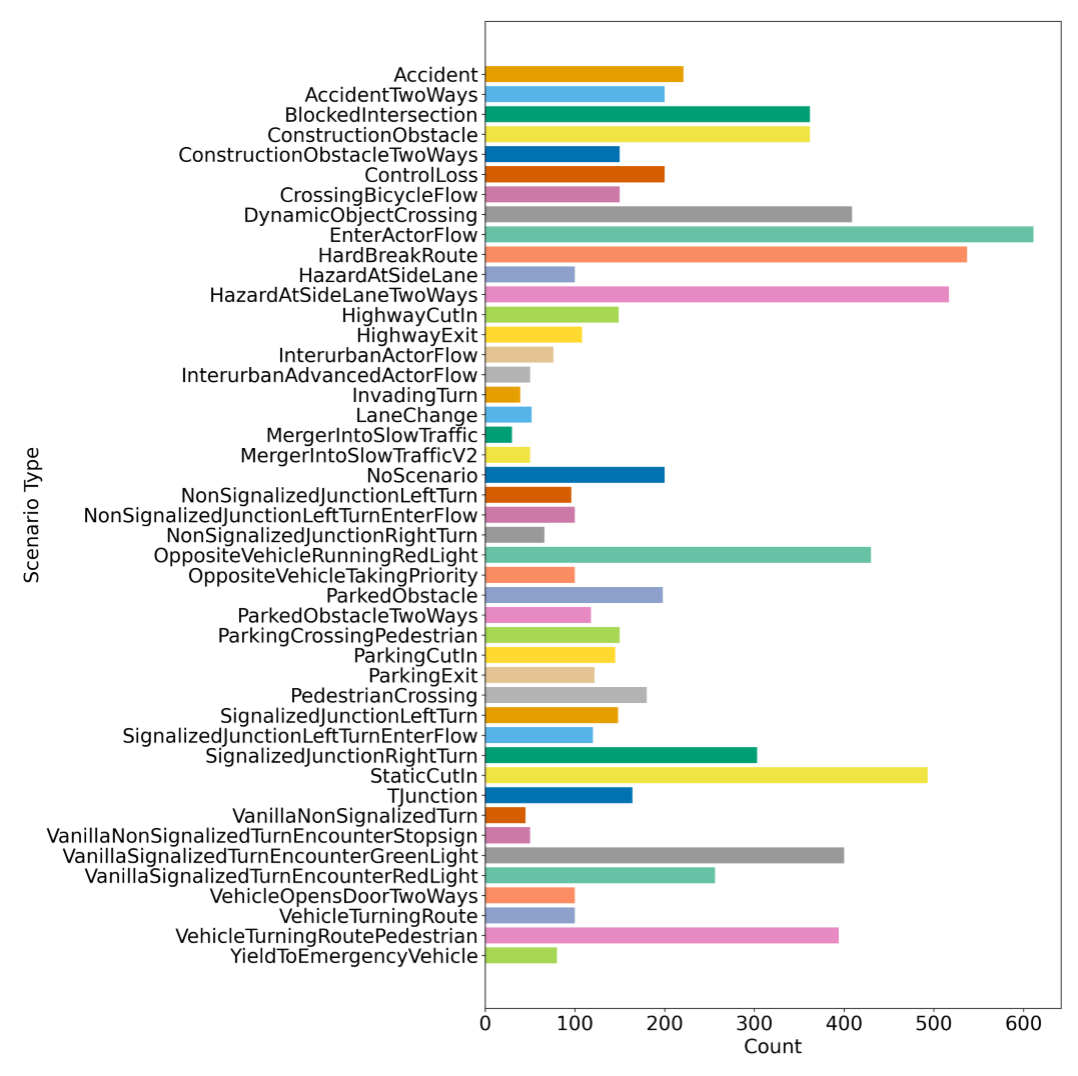 Accident
AccidentTwoWays
BlockedIntersection
ConstructionObstacle
ConstructionObstacleTwoWays
ControlLoss
CrossingBicycleFlow
DynamicObjectCrossing
EnterActorFlow
HardBreakRoute
HazardAtSideLane
HazardAtSideLaneTwoWays
HighwayCutIn
HighwayExit
InterurbanActorFlow
InterurbanAdvancedActorFlow
InvadingTurn
LaneChange
MergerIntoSlowTraffic
MergerIntoSlowTrafficV2
NoScenario
NonSignalizedJunctionLeftTurn
NonSignalizedJunctionLeftTurnEnterFlow
NonSignalizedJunctionRightTurn
OppositeVehicleRunningRedLight
OppositeVehicleTakingPriority
ParkedObstacle
ParkedObstacleTwoWays
ParkingCrossingPedestrian
ParkingCutIn
ParkingExit
PedestrianCrossing
SignalizedJunctionLeftTurn
SignalizedJunctionLeftTurnEnterFlow
SignalizedJunctionRightTurn
StaticCutIn
TJunction
VanillaNonSignalizedTurn
VanillaNonSignalizedTurnEncounterStopsign
VanillaSignalizedTurnEncounterGreenLight
VanillaSignalizedTurnEncounterRedLight
VehicleOpensDoorTwoWays
VehicleTurningRoute
VehicleTurningRoutePedestrian
YieldToEmergencyVehicle
Scenario Type
0 100 200 300 400 500 600
Count